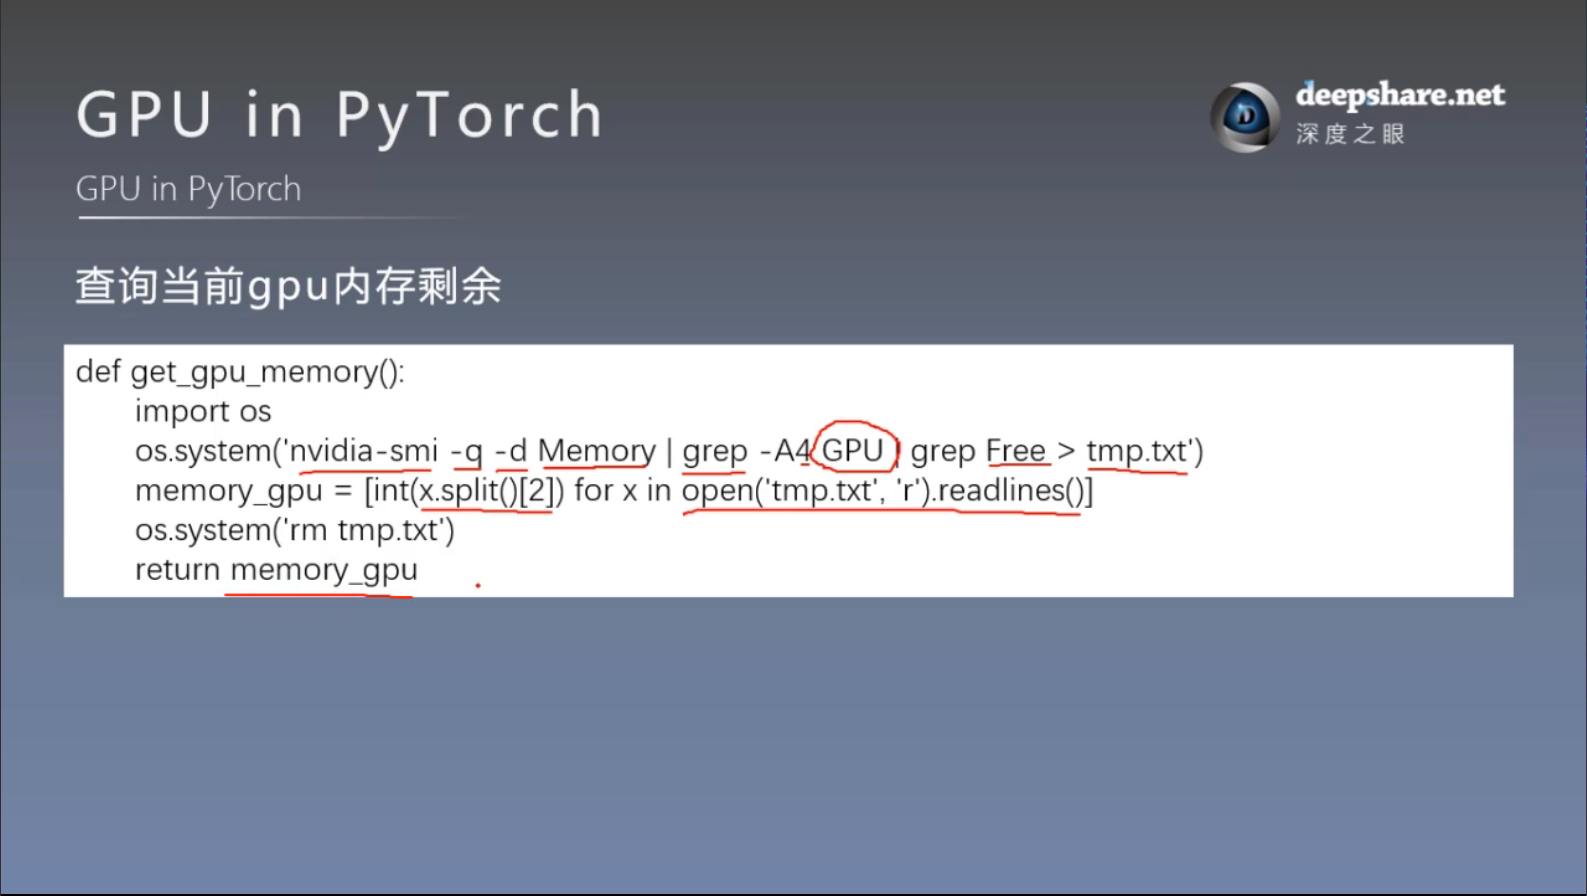 GPU in PyTorch
deepshare.net
深度之眼
GPU in PyTorch
查询当前gpu内存剩余
def get_gpu_memory():
import os
os.system('nvidia-smi -q -d Memory | grep -A4 GPU | grep Free > tmp.txt')
memory_gpu = [int(x.split()[2]) for x in open('tmp.txt', 'r').readlines()]
os.system('rm tmp.txt')
return memory_gpu